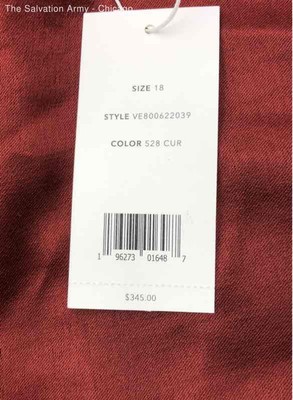 The Salvation Army - Chicago
SIZE 18
STYLE VE800622039
COLOR S28 CUR
1 96273 01648 7
$345.00